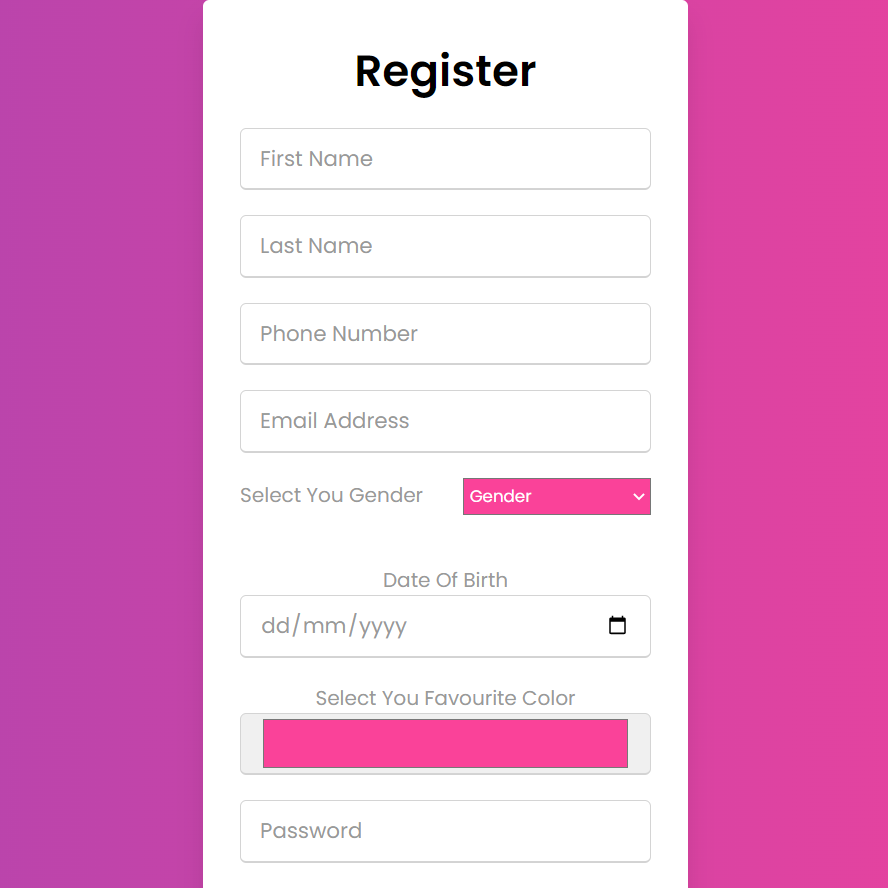 Register
First Name
Last Name
Phone Number
Email Address
Select You Gender Gender
Date Of Birth
dd/mm/yyyy
Select You Favourite Color
Password